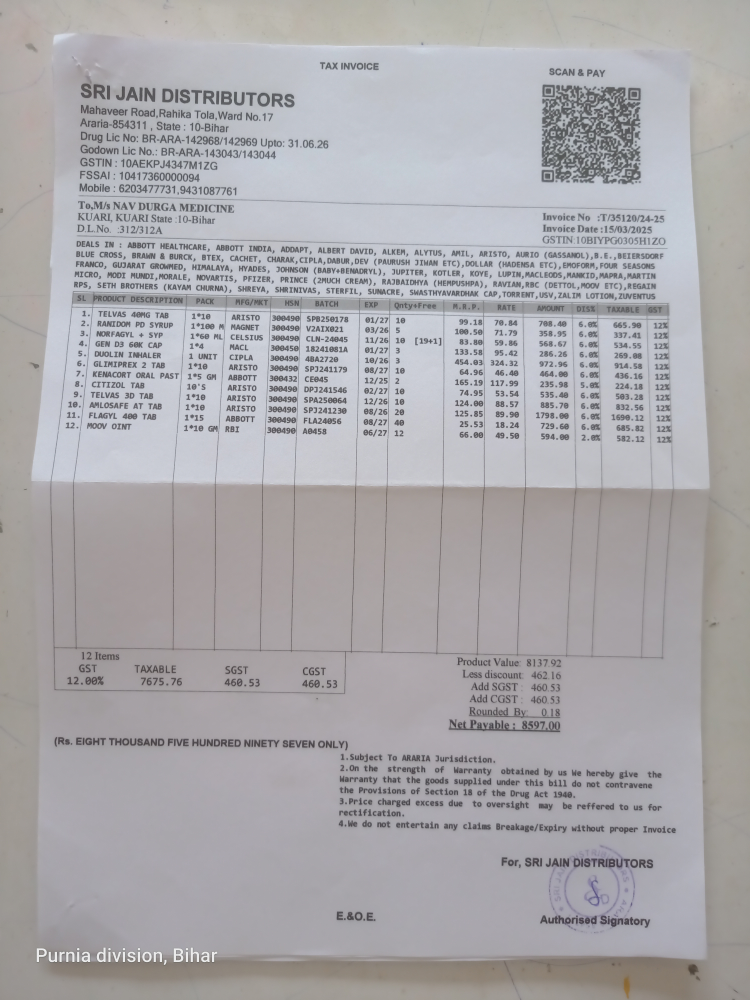 TAX INVOICE
SCAN & PAY
SRI JAIN DISTRIBUTORS
Mahaveer Road,Rahika Tola,Ward No.17
Araria-854311 , State : 10-Bihar
Drug Lic No: BR-ARA-142968/142969 Upto: 31.06.26
Godown Lic No.: BR-ARA-143043/143044
GSTIN : 10AEKPJ4347M1ZG
FSSAI : 10417360000094
Mobile : 6203477731,9431087761
To,M/s NAV DURGA MEDICINE
KUARI, KUARI State :10-Bihar
D.L.No. :312/312A
Invoice No :T/35120/24-25
Invoice Date :15/03/2025
GSTIN:10BIYPG0305H1ZO
DEALS IN : ABBOTT HEALTHCARE, ABBOTT INDIA, ADDAPT, ALBERT DAVID, ALKEM, ALYTUS, AMIL, ARISTO, AURIO (GASSANOL),B.E.,BEIERSDORF
BLUE CROSS, BRAWN & BURCK, BTEX, CACHET, CHARAK,CIPLA,DABUR,DEV (PAURUSH JIWAN ETC),DOLLAR (HADENSA ETC),EMOFORM,FOUR SEASONS
FRANCO, GUJARAT GROWMED, HIMALAYA, HYADES, JOHNSON (BABY+BENADRYL), JUPITER, KOTLER, KOYE, LUPIN,MACLEODS,MANKID,MAPRA,MARTIN
MICRO, MODI MUNDI,MORALE, NOVARTIS, PFIZER, PRINCE (2MUCH CREAM), RAJBAIDHYA (HEMPUSHPA), RAVIAN,RBC (DETTOL,MOOV ETC),REGAIN
RPS, SETH BROTHERS (KAYAM CHURNA), SHREYA, SHRINIVAS, STERFIL, SUNACRE, SWASTHYAVARDHAK CAP,TORRENT,USV,ZALIM LOTION,ZUVENTUS
SL PRODUCT DESCRIPTION PACK MFG/MKT HSN BATCH EXP Qnty+Free M.R.P. RATE AMOUNT DIS% TAXABLE GST
1. TELVAS 40MG TAB 1*10 ARISTO 300490 SPB250178 01/27 10 99.18 70.84 708.40 6.0% 665.90 12%
2. RANIDOM PD SYRUP 1*100 M MAGNET 300490 V2AIX021 03/26 5 100.50 71.79 358.95 6.0% 337.41 12%
3. NORFAGYL + SYP 1*60 ML CELSIUS 300490 CLN-24045 11/26 10 [19+1] 83.80 59.86 568.67 6.0% 534.55 12%
4. GEN D3 60K CAP 1*4 MACL 300450 18241081A 01/27 3 133.58 95.42 286.26 6.0% 269.08 12%
5. DUOLIN INHALER 1 UNIT CIPLA 300490 4BA2720 10/26 3 454.03 324.32 972.96 6.0% 914.58 12%
6. GLIMIPREX 2 TAB 1*10 ARISTO 300490 SPJ241179 08/27 10 64.96 46.40 464.00 6.0% 436.16 12%
7. KENACORT ORAL PAST 1*5 GM ABBOTT 300432 CE045 12/25 2 165.19 117.99 235.98 5.0% 224.18 12%
8. CITIZOL TAB 10'S ARISTO 300490 DPJ241546 02/27 10 74.95 53.54 535.40 6.0% 503.28 12%
9. TELVAS 3D TAB 1*10 ARISTO 300490 SPA250064 12/26 10 124.00 88.57 885.70 6.0% 832.56 12%
10. AMLOSAFE AT TAB 1*10 ARISTO 300490 SPJ241230 08/26 20 125.85 89.90 1798.00 6.0% 1690.12 12%
11. FLAGYL 400 TAB 1*15 ABBOTT 300490 FLA24056 08/27 40 25.53 18.24 729.60 6.0% 685.82 12%
12. MOOV OINT 1*10 GM RBI 300490 A0458 06/27 12 66.00 49.50 594.00 2.0% 582.12 12%
12 Items
GST TAXABLE SGST CGST
12.00% 7675.76 460.53 460.53
Product Value: 8137.92
Less discount: 462.16
Add SGST : 460.53
Add CGST : 460.53
Rounded By: 0.18
Net Payable : 8597.00
(Rs. EIGHT THOUSAND FIVE HUNDRED NINETY SEVEN ONLY)
1.Subject To ARARIA Jurisdiction.
2.On the strength of Warranty obtained by us We hereby give the
Warranty that the goods supplied under this bill do not contravene
the Provisions of Section 18 of the Drug Act 1940.
3.Price charged excess due to oversight may be reffered to us for
rectification.
4.We do not entertain any claims Breakage/Expiry without proper Invoice
For, SRI JAIN DISTRIBUTORS
Authorised Signatory
E.&O.E.
Purnia division, Bihar